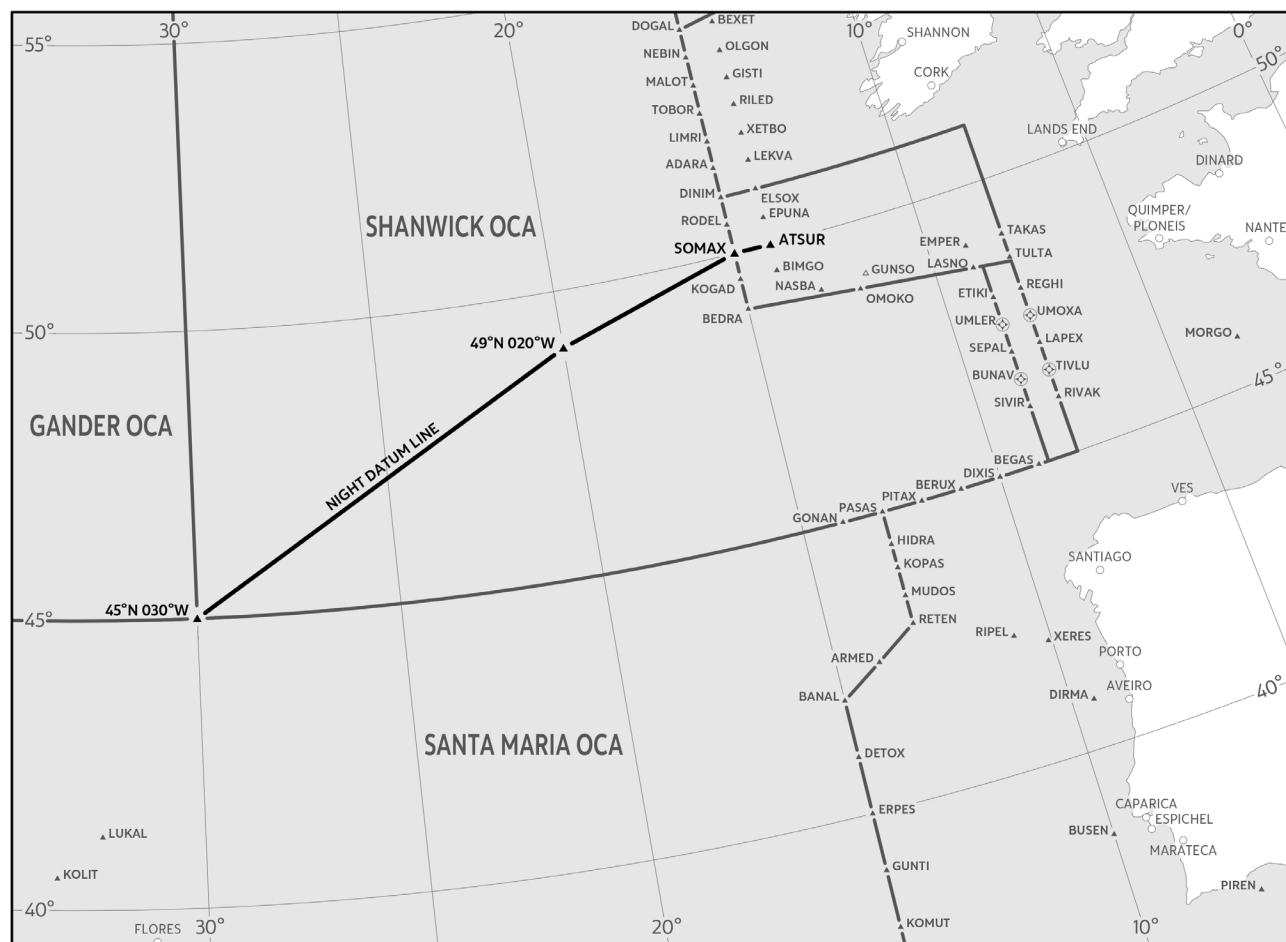 30°
20°
10°
0°
DOGAL
BEXET
SHANNON
55°
NEBIN
OLGON
50°
MALOT
GISTI
CORK
TOBOR
RILED
LIMRI
XETBO
LANDS END
ADARA
LEKVA
DINARD
DINIM
ELSOX
SHANWICK OCA
RODEL
EPUNA
QUIMPER/
PLONEIS
NANTE
TAKAS
SOMAX
ATSUR
EMPER
TULTA
BIMGO
GUNSO
LASNO
KOGAD
NASBA
OMOKO
ETIKI
REGHI
BEDRA
UMLER
UMOXA
50°
49°N 020°W
SEPAL
LAPEX
MORGO
BUNAV
TIVLU
45°
SIVIR
RIVAK
GANDER OCA
NIGHT DATUM LINE
BEGAS
DIXIS
BERUX
PITAX
PASAS
GONAN
VES
HIDRA
KOPAS
SANTIAGO
MUDOS
45°N 030°W
45°
RETEN
RIPEL
XERES
ARMED
PORTO
BANAL
DIRMA
AVEIRO
40°
SANTA MARIA OCA
DETOX
ERPES
CAPARICA
ESPICHEL
LUKAL
BUSEN
MARATECA
KOLIT
GUNTI
PIREN
40°
30°
20°
10°
FLORES
KOMUT